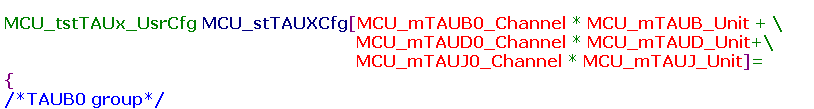 MCU_tstTAUx_UsrCfg MCU_stTAUXCfg[MCU_mTAUB0_Channel * MCU_mTAUB_Unit + \
MCU_mTAUD0_Channel * MCU_mTAUD_Unit+\
MCU_mTAUJ0_Channel * MCU_mTAUJ_Unit]=
{
/*TAUB0 group*/